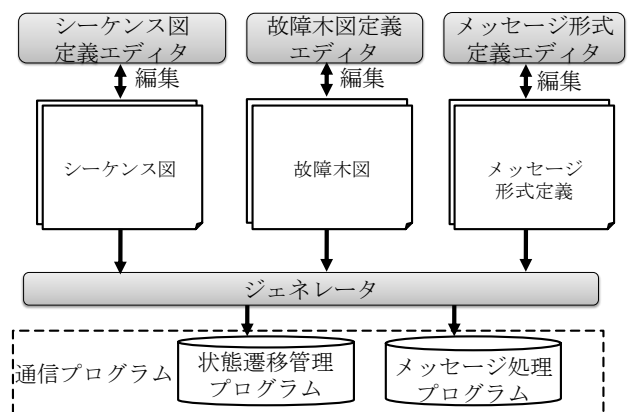 シーケンス図
定義エディタ
故障木図定義
エディタ
メッセージ形式
定義エディタ
編集
編集
編集
シーケンス図
故障木図
メッセージ
形式定義
ジェネレータ
通信プログラム
状態遷移管理
プログラム
メッセージ処理
プログラム